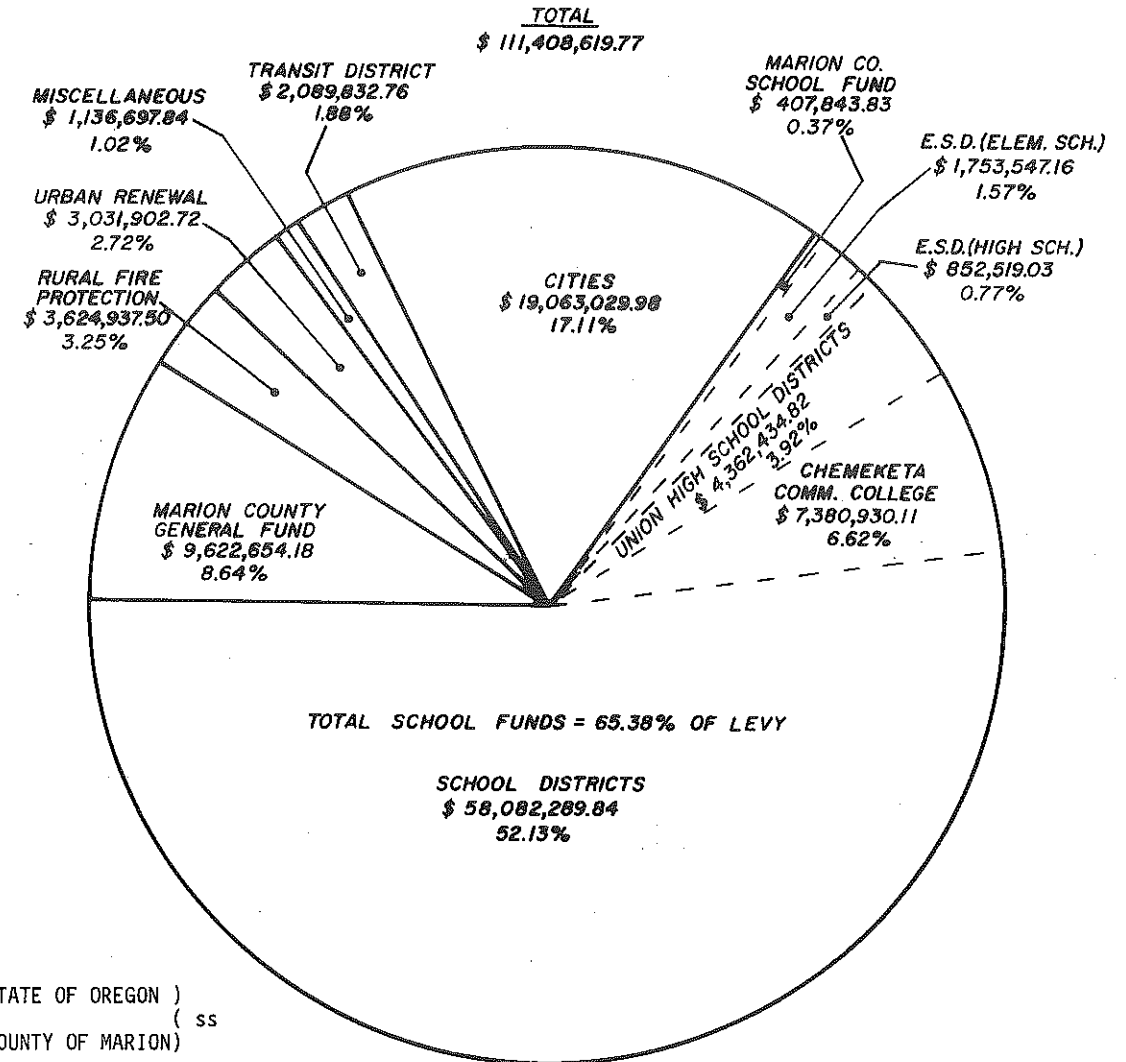 TOTAL
$ 111,408,619.77
TRANSIT DISTRICT
$ 2,089,832.76
1.88%
MARION CO.
SCHOOL FUND
$ 407,843.83
0.37%
MISCELLANEOUS
$ 1,136,697.84
1.02%
E.S.D.(ELEM. SCH.)
$ 1,753,547.16
1.57%
URBAN RENEWAL
$ 3,031,902.72
2.72%
E.S.D.(HIGH SCH.)
$ 852,519.03
0.77%
RURAL FIRE
PROTECTION
$ 3,624,937.50
3.25%
CITIES
$ 19,063,029.98
17.11%
UNION HIGH SCHOOL DISTRICTS
$ 4,362,434.82
3.92%
CHEMEKETA
COMM. COLLEGE
$ 7,380,930.11
6.62%
MARION COUNTY
GENERAL FUND
$ 9,622,654.18
8.64%
TOTAL SCHOOL FUNDS = 65.38% OF LEVY
SCHOOL DISTRICTS
$ 58,082,289.84
52.13%
TATE OF OREGON )
( ss
OUNTY OF MARION)